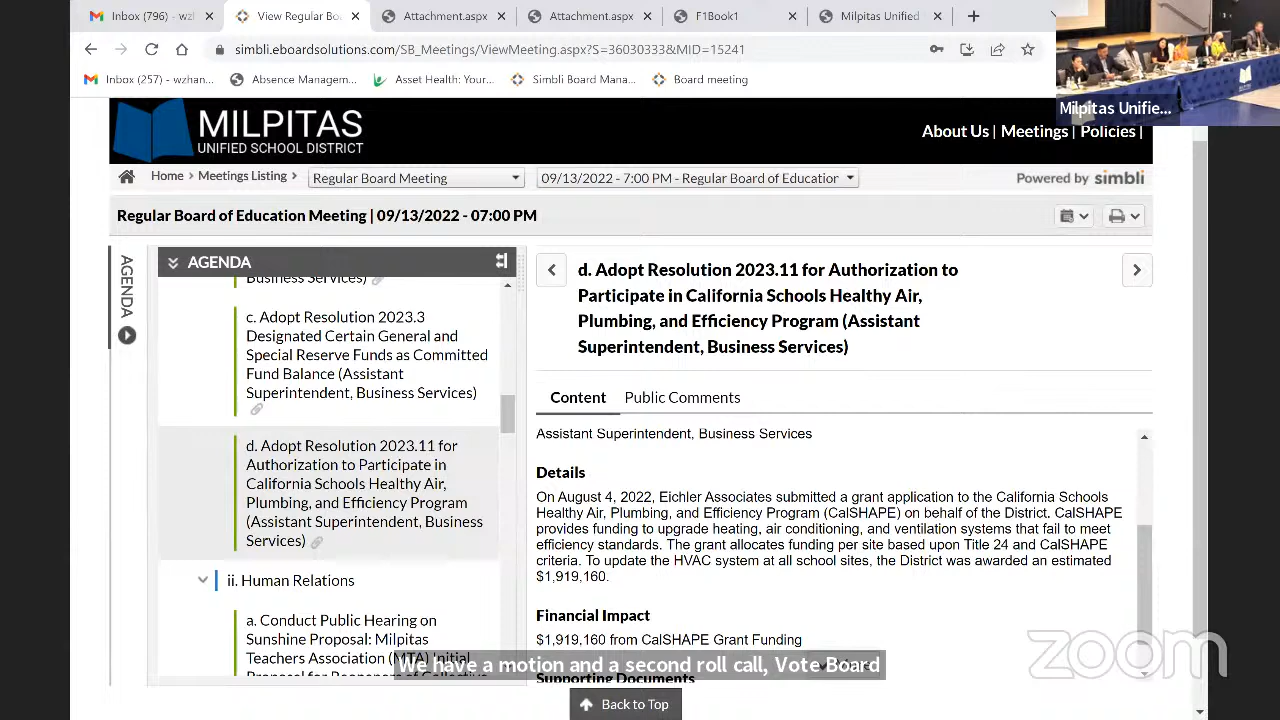 Inbox (796) - wzl
View Regular Bo
Attachment.aspx
Attachment.aspx
F1Book1
Milpitas Unified
simbli.eboardsolutions.com/SB_Meetings/ViewMeeting.aspx?S=36030333&MID=15241
Inbox (257) - wzhan...
Absence Managem...
Asset Health: Your...
Simbli Board Mana...
Board meeting
Milpitas Unifie...
MILPITAS
UNIFIED SCHOOL DISTRICT
About Us | Meetings | Policies |
Home > Meetings Listing >
Regular Board Meeting
09/13/2022 - 7:00 PM - Regular Board of Education
Powered by simbli
Regular Board of Education Meeting | 09/13/2022 - 07:00 PM
AGENDA
AGENDA
Business Services)
c. Adopt Resolution 2023.3
Designated Certain General and
Special Reserve Funds as Committed
Fund Balance (Assistant
Superintendent, Business Services)
d. Adopt Resolution 2023.11 for
Authorization to Participate in
California Schools Healthy Air,
Plumbing, and Efficiency Program
(Assistant Superintendent, Business
Services)
ii. Human Relations
a. Conduct Public Hearing on
Sunshine Proposal: Milpitas
Teachers Association (MTA) Initial
d. Adopt Resolution 2023.11 for Authorization to
Participate in California Schools Healthy Air,
Plumbing, and Efficiency Program (Assistant
Superintendent, Business Services)
Content
Public Comments
Assistant Superintendent, Business Services
Details
On August 4, 2022, Eichler Associates submitted a grant application to the California Schools
Healthy Air, Plumbing, and Efficiency Program (CalSHAPE) on behalf of the District. CalSHAPE
provides funding to upgrade heating, air conditioning, and ventilation systems that fail to meet
efficiency standards. The grant allocates funding per site based upon Title 24 and CalSHAPE
criteria. To update the HVAC system at all school sites, the District was awarded an estimated
$1,919,160.
Financial Impact
$1,919,160 from CalSHAPE Grant Funding
Supporting Documents
We have a motion and a second roll call, Vote Board
Back to Top
zoom